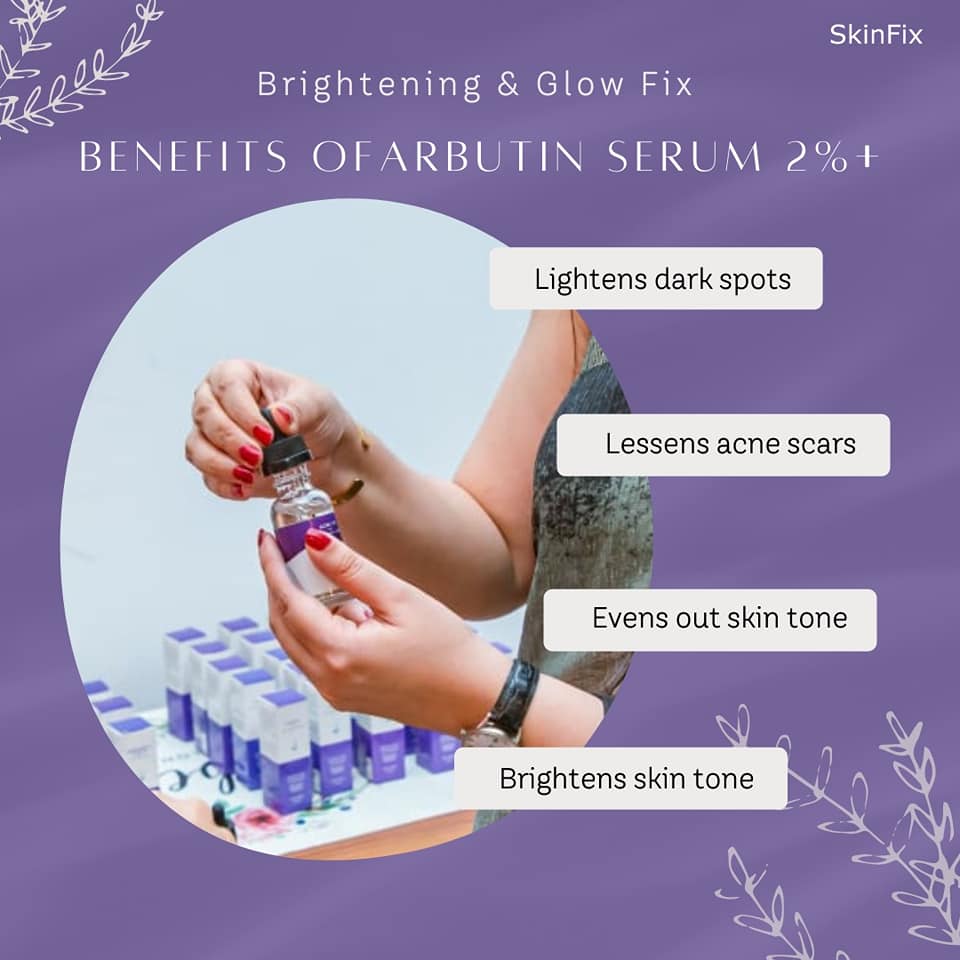 SkinFix
Brightening & Glow Fix
BENEFITS OFARBUTIN SERUM 2%+
Lightens dark spots
Lessens acne scars
Evens out skin tone
Brightens skin tone